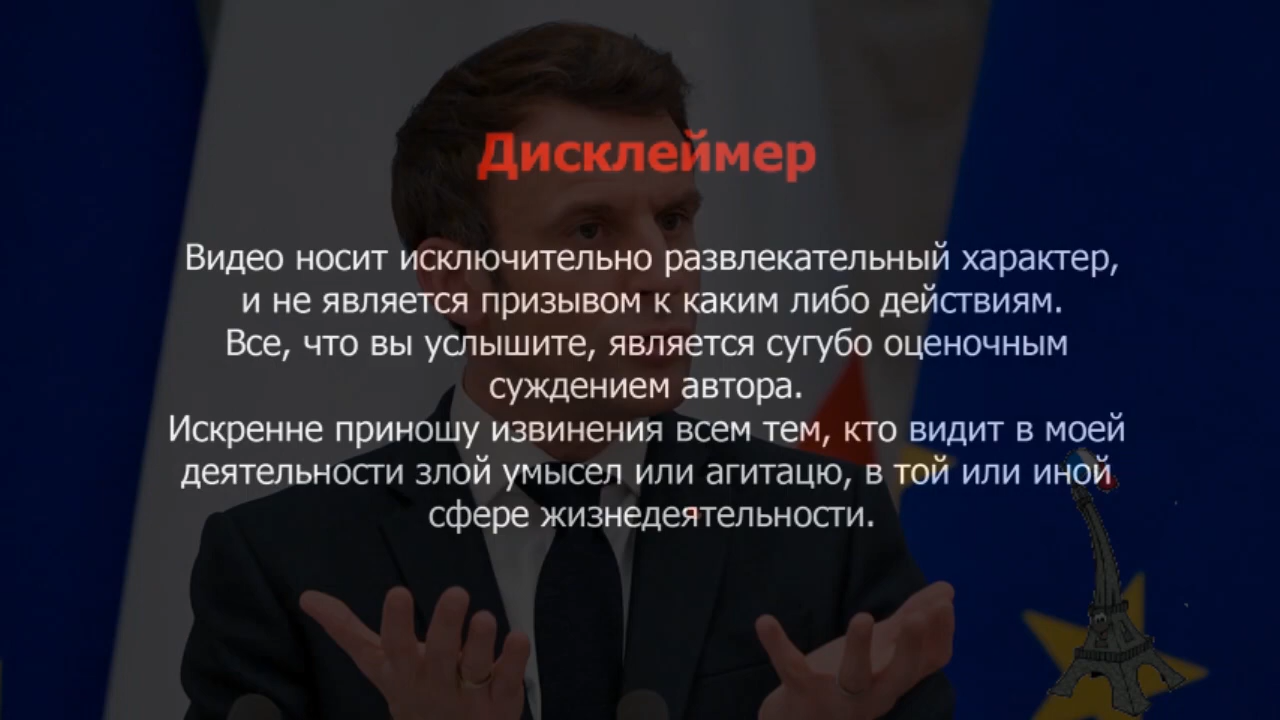 Дисклеймер
Видео носит исключительно развлекательный характер,
и не является призывом к каким либо действиям.
Все, что вы услышите, является сугубо оценочным
суждением автора.
Искренне приношу извинения всем тем, кто видит в моей
деятельности злой умысел или агитацю, в той или иной
сфере жизнедеятельности.